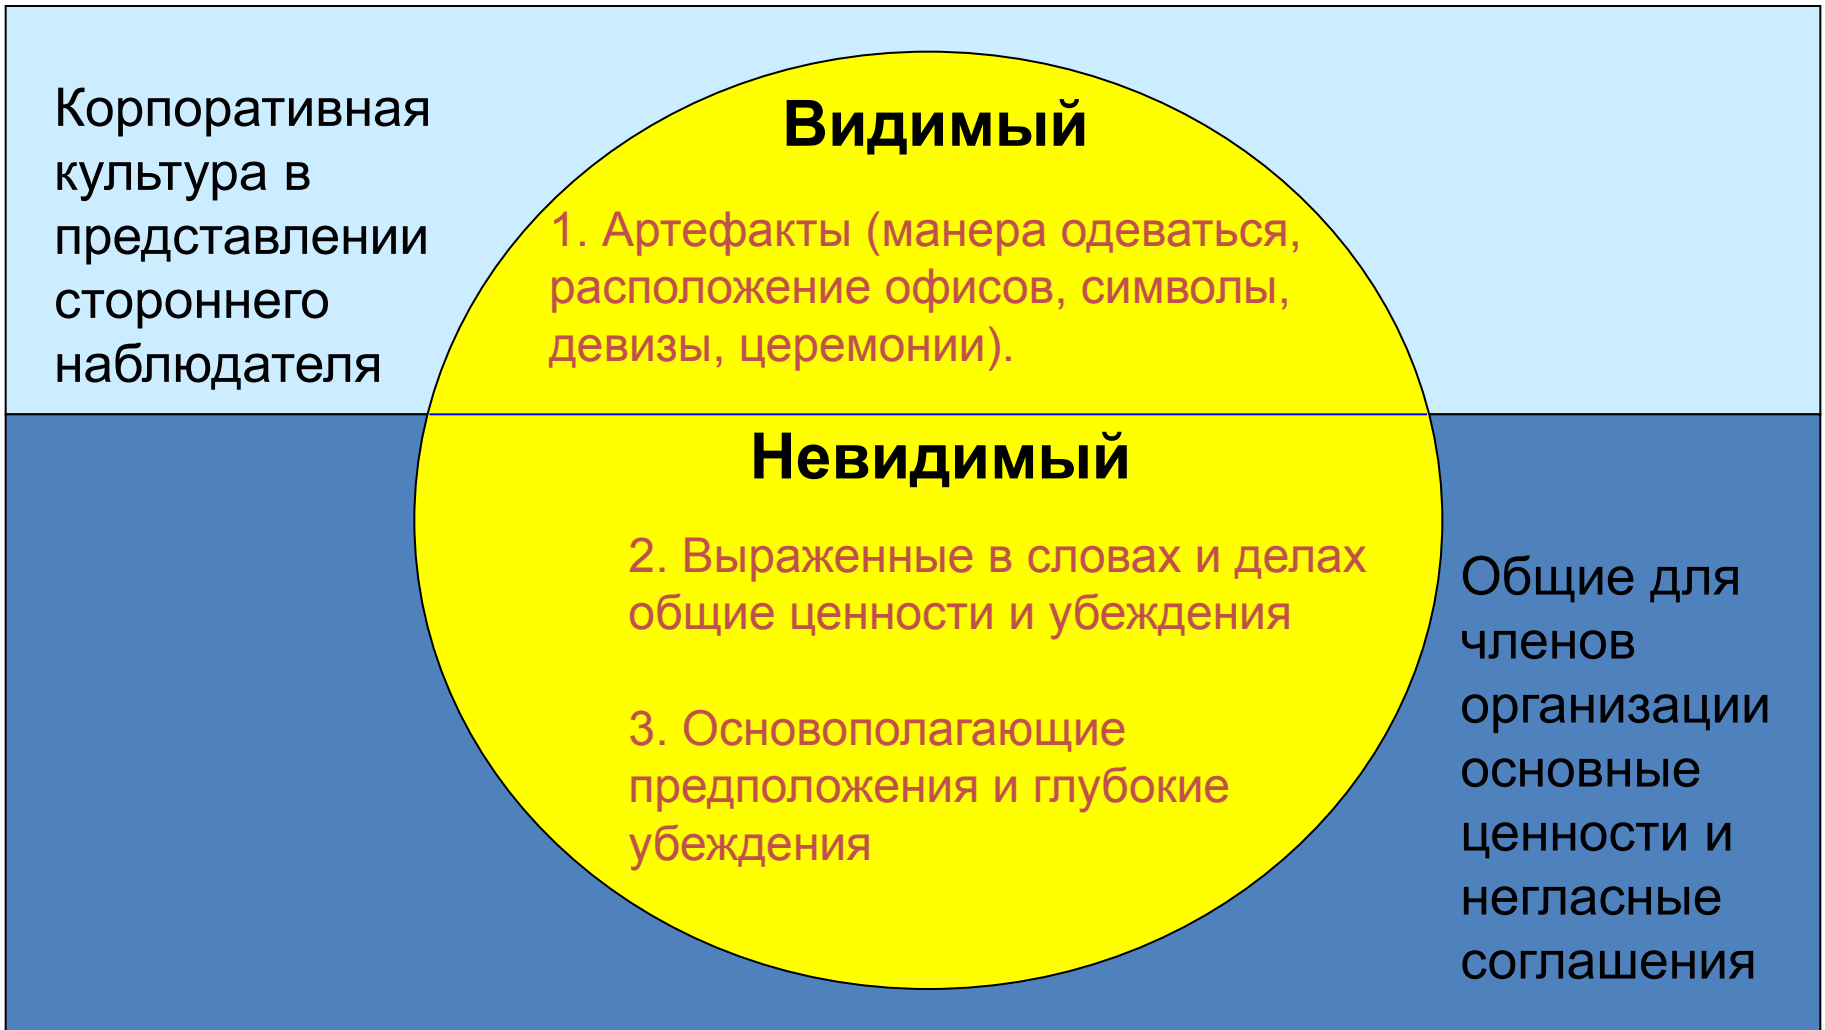 Корпоративная
культура в
представлении
стороннего
наблюдателя
Видимый
1. Артефакты (манера одеваться,
расположение офисов, символы,
девизы, церемонии).
Невидимый
2. Выраженные в словах и делах
общие ценности и убеждения
3. Основополагающие
предположения и глубокие
убеждения
Общие для
членов
организации
основные
ценности и
негласные
соглашения